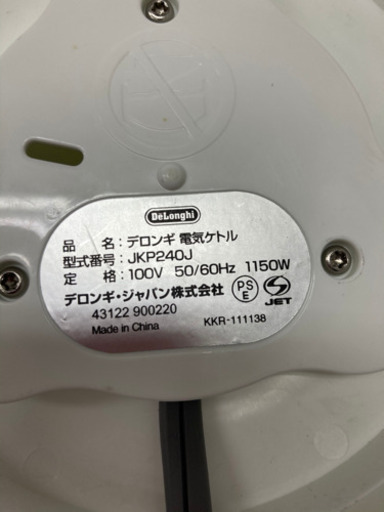 DeLonghi
品 名：デロンギ 電気ケトル
型式番号：JKP240J
定 格：100V 50/60Hz 1150W
デロンギ・ジャパン株式会社
PSE
JET
43122 900220
Made in China
KKR-111138